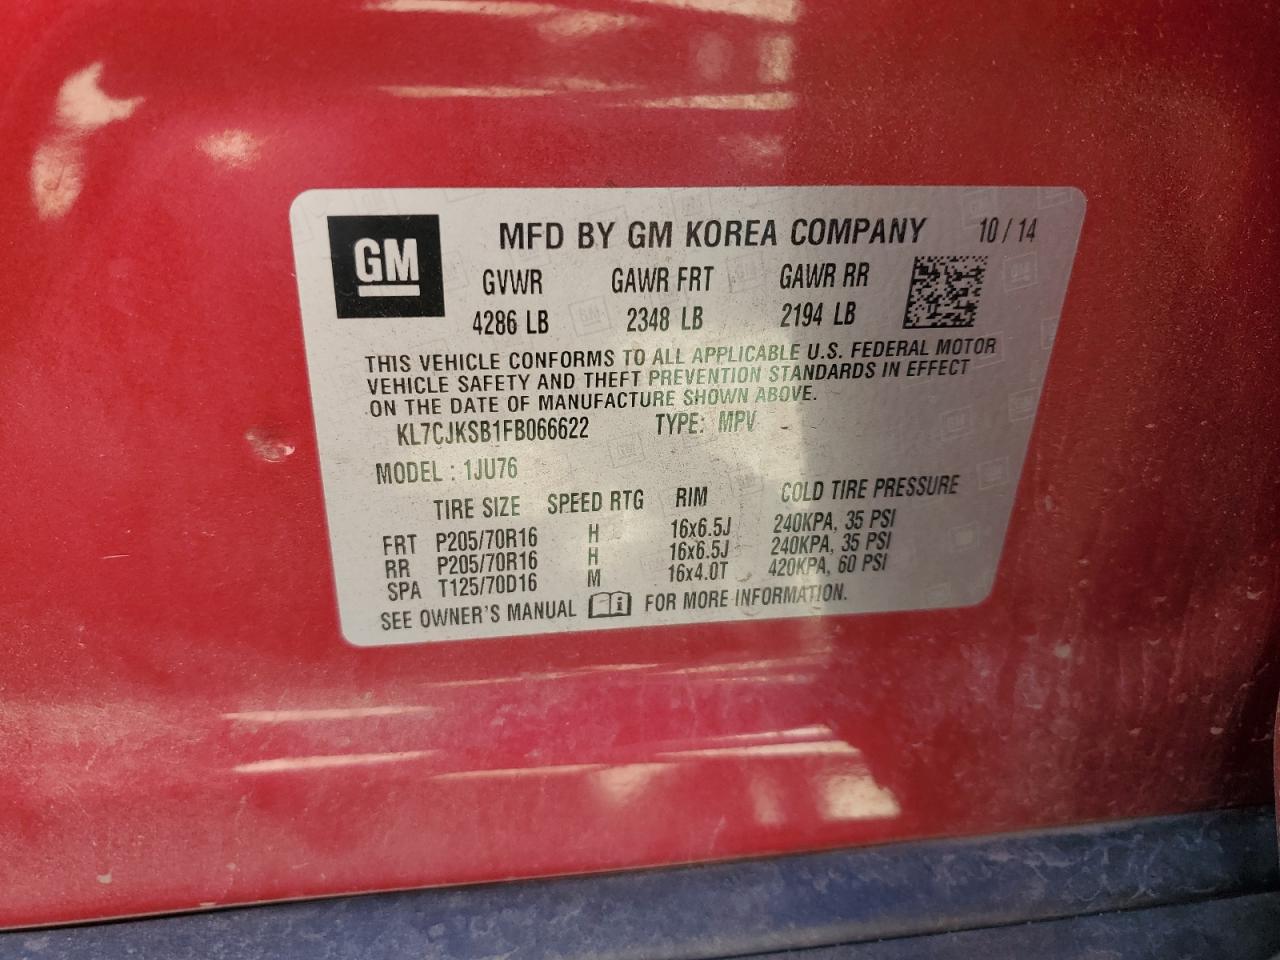 GM
MFD BY GM KOREA COMPANY 10/14
GVWR GAWR FRT GAWR RR
4286 LB 2348 LB 2194 LB
THIS VEHICLE CONFORMS TO ALL APPLICABLE U.S. FEDERAL MOTOR
VEHICLE SAFETY AND THEFT PREVENTION STANDARDS IN EFFECT
ON THE DATE OF MANUFACTURE SHOWN ABOVE.
KL7CJKSB1FB066622 TYPE: MPV
MODEL : 1JU76
TIRE SIZE SPEED RTG RIM COLD TIRE PRESSURE
FRT P205/70R16 H 16x6.5J 240KPA, 35 PSI
RR P205/70R16 H 16x6.5J 240KPA, 35 PSI
SPA T125/70D16 M 16x4.0T 420KPA, 60 PSI
SEE OWNER'S MANUAL FOR MORE INFORMATION.